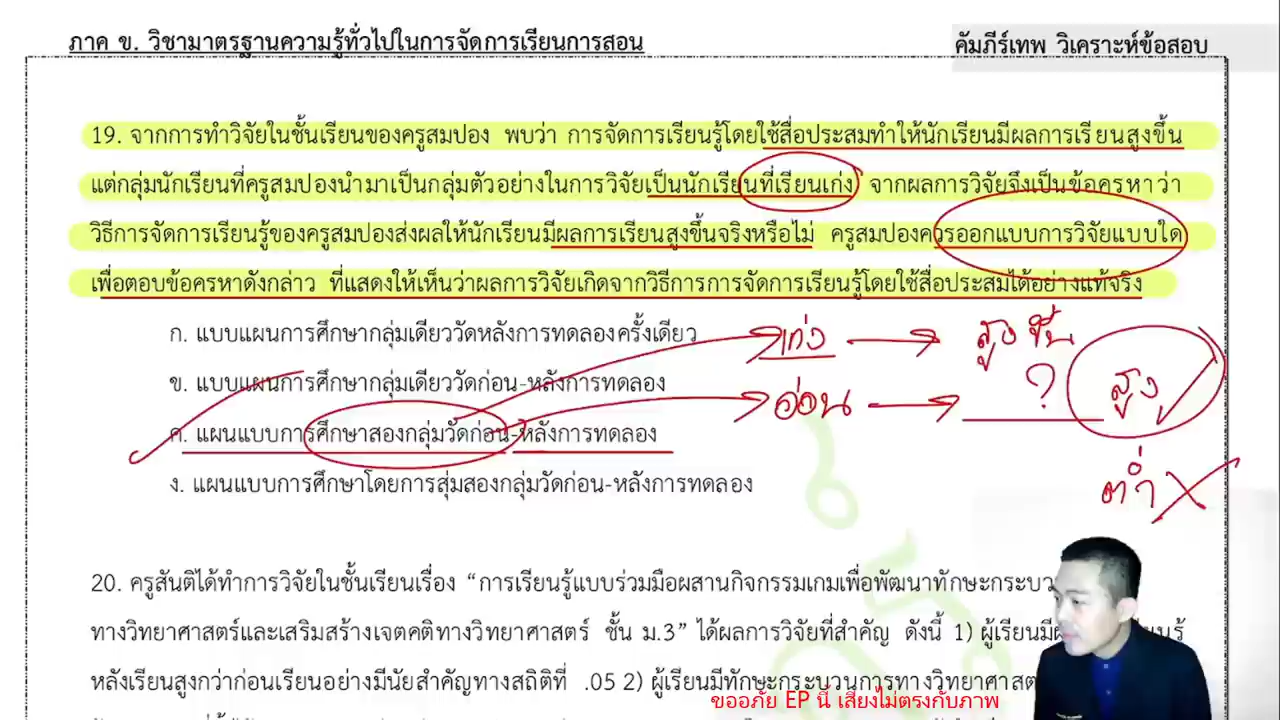 ภาค ข. วิชามาตรฐานความรู้ทั่วไปในการจัดการเรียนการสอน
คัมภีร์เทพ วิเคราะห์ข้อสอบ
19. จากการทำวิจัยในชั้นเรียนของครูสมปอง พบว่า การจัดการเรียนรู้โดยใช้สื่อประสมทำให้นักเรียนมีผลการเรียนสูงขึ้น
แต่กลุ่มนักเรียนที่ครูสมปองนำมาเป็นกลุ่มตัวอย่างในการวิจัยเป็นนักเรียนที่เรียนเก่ง จากผลการวิจัยจึงเป็นข้อครหาว่า
วิธีการจัดการเรียนรู้ของครูสมปองส่งผลให้นักเรียนมีผลการเรียนสูงขึ้นจริงหรือไม่ ครูสมปองควรออกแบบการวิจัยแบบใด
เพื่อตอบข้อครหาดังกล่าว ที่แสดงให้เห็นว่าผลการวิจัยเกิดจากวิธีการการจัดการเรียนรู้โดยใช้สื่อประสมได้อย่างแท้จริง
ก. แบบแผนการศึกษากลุ่มเดียววัดหลังการทดลองครั้งเดียว
เก่ง สูงขึ้น
ข. แบบแผนการศึกษากลุ่มเดียววัดก่อน-หลังการทดลอง
อ่อน ? สูง
ค. แผนแบบการศึกษาสองกลุ่มวัดก่อน-หลังการทดลอง
ง. แผนแบบการศึกษาโดยการสุ่มสองกลุ่มวัดก่อน-หลังการทดลอง
ต่ำ
20. ครูสันติได้ทำการวิจัยในชั้นเรียนเรื่อง “การเรียนรู้แบบร่วมมือผสานกิจกรรมเกมเพื่อพัฒนาทักษะกระบว
ทางวิทยาศาสตร์และเสริมสร้างเจตคติทางวิทยาศาสตร์ ชั้น ม.3” ได้ผลการวิจัยที่สำคัญ ดังนี้ 1) ผู้เรียนมี
หลังเรียนสูงกว่าก่อนเรียนอย่างมีนัยสำคัญทางสถิติที่ .05 2) ผู้เรียนมีทักษะกระบวนการทางวิทยาศาสต
ขออภัย EP นี้ เสียงไม่ตรงกับภาพ